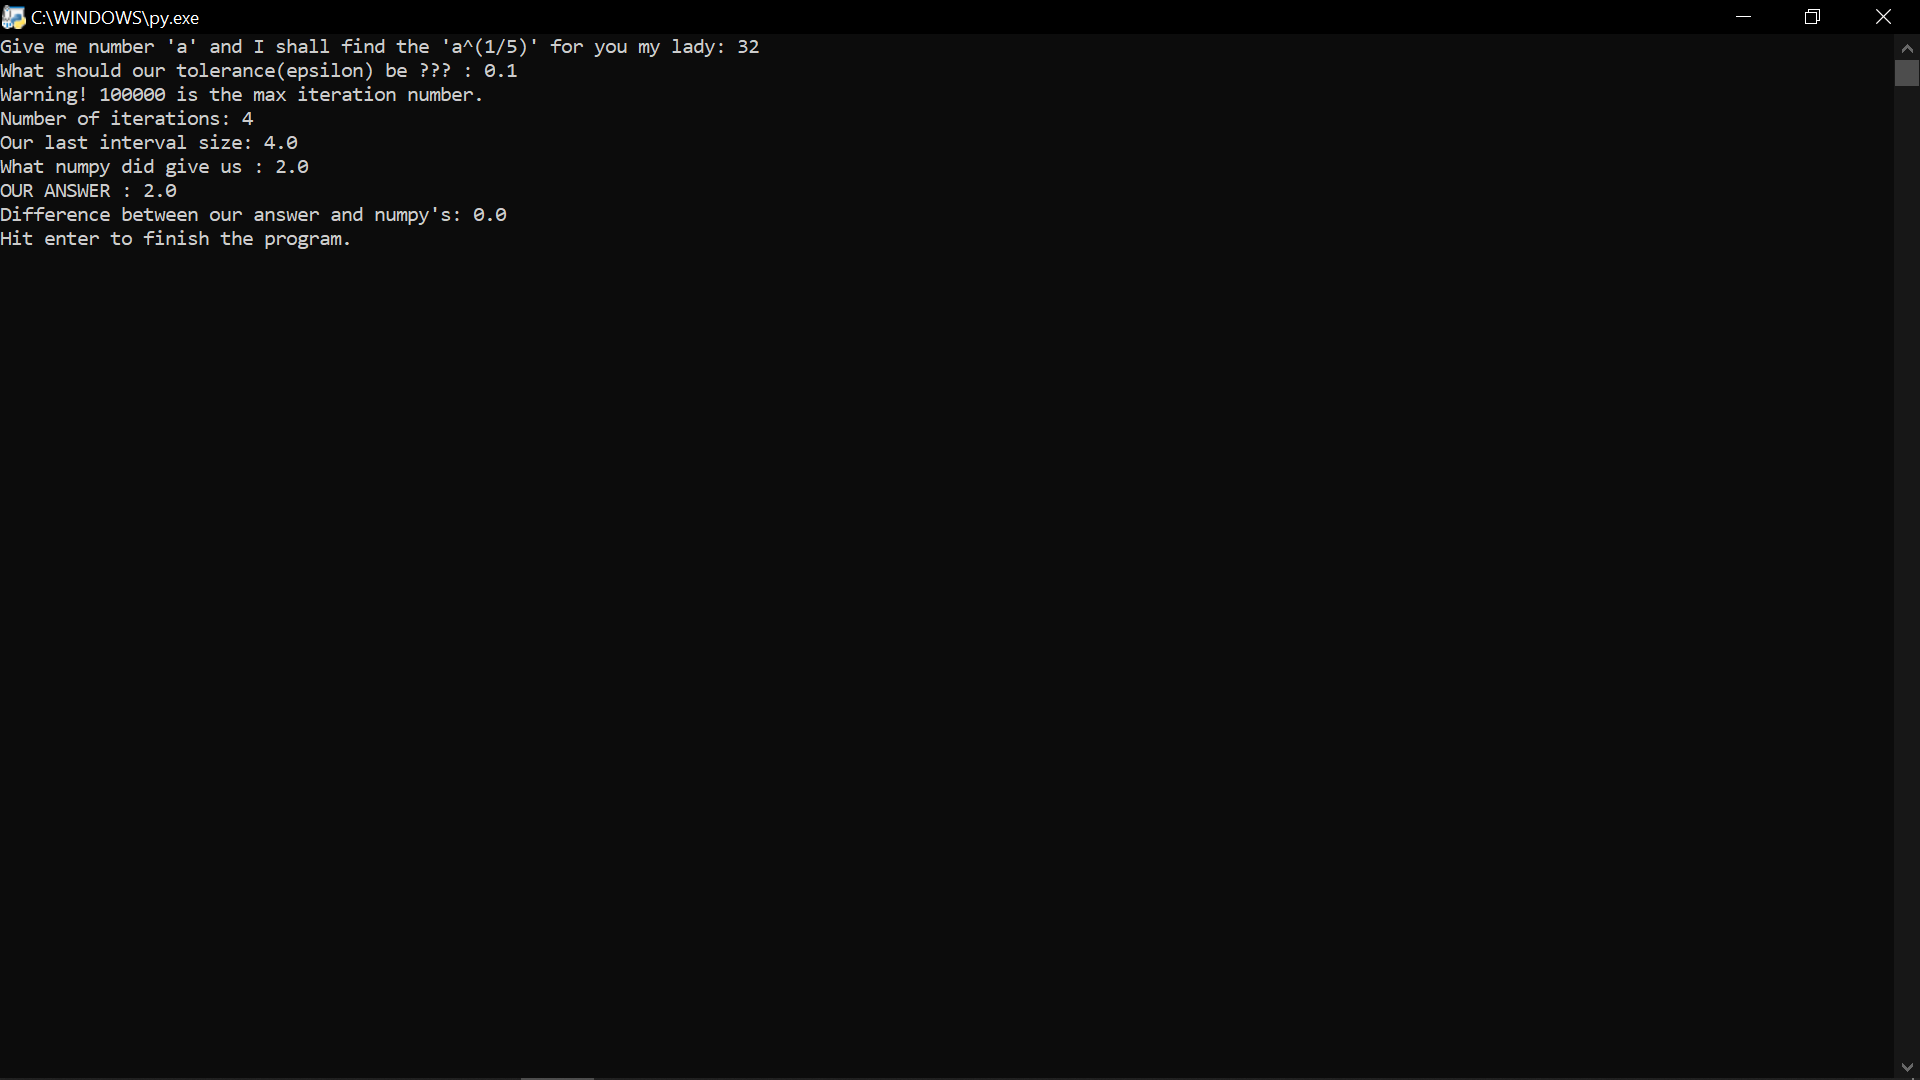 C:\WINDOWS\py.exe
Give me number 'a' and I shall find the 'a^(1/5)' for you my lady: 32
What should our tolerance(epsilon) be ??? : 0.1
Warning! 100000 is the max iteration number.
Number of iterations: 4
Our last interval size: 4.0
What numpy did give us : 2.0
OUR ANSWER : 2.0
Difference between our answer and numpy's: 0.0
Hit enter to finish the program.